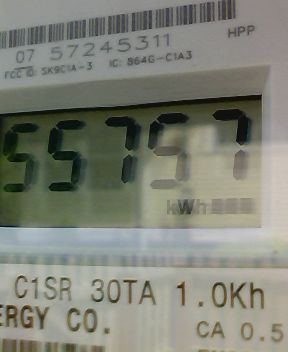 07 57245311
HPP
FCC ID: SK9C1A-3 IC: 864G-C1A3
55757
kWh
C1SR 30TA 1.0Kh
ERGY CO.
CA 0.5